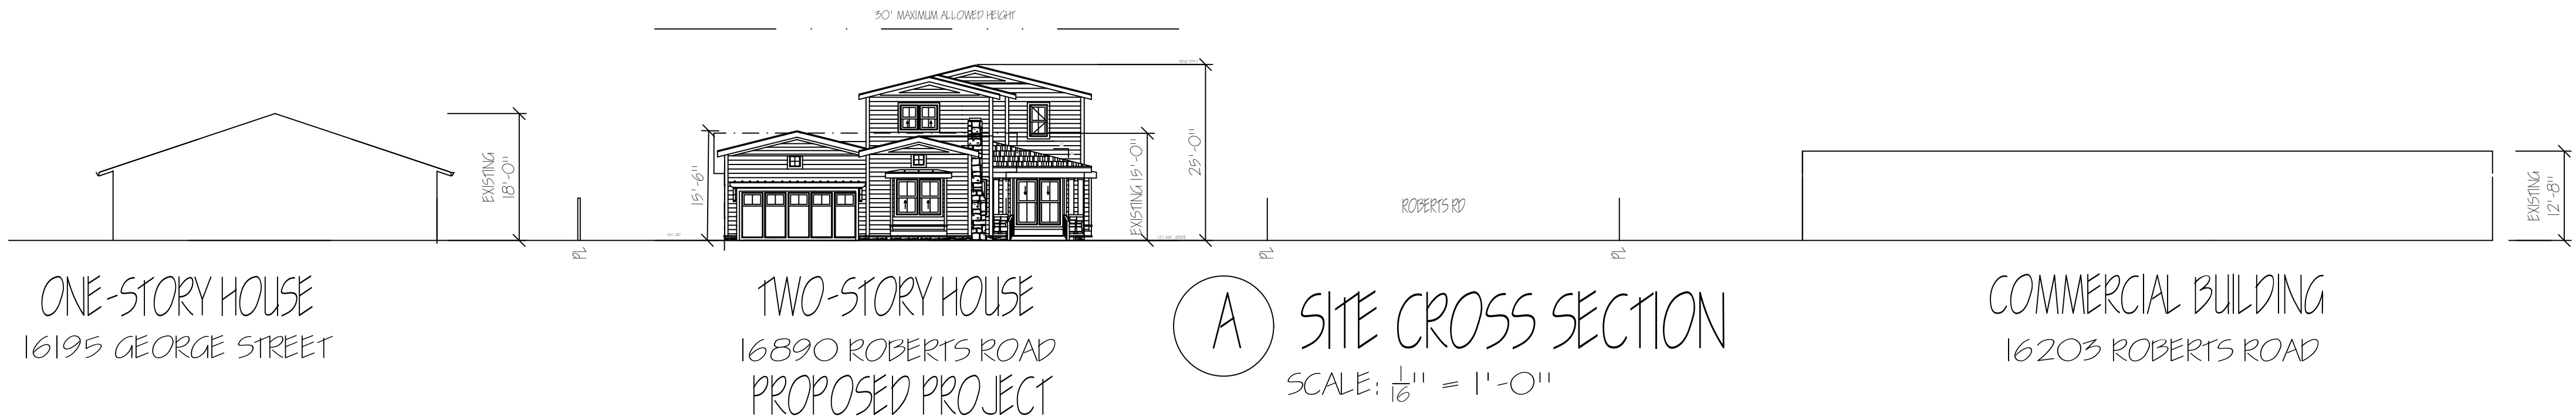 30' MAXIMUM ALLOWED HEIGHT
EXISTING
18'-0"
15'-6"
EXISTING 15'-0"
25'-0"
ROBERTS RD
EXISTING
12'-8"
PL
PL
PL
ONE-STORY HOUSE
16195 GEORGE STREET
TWO-STORY HOUSE
16890 ROBERTS ROAD
PROPOSED PROJECT
A
SITE CROSS SECTION
SCALE: 1/16" = 1'-0"
COMMERCIAL BUILDING
16203 ROBERTS ROAD